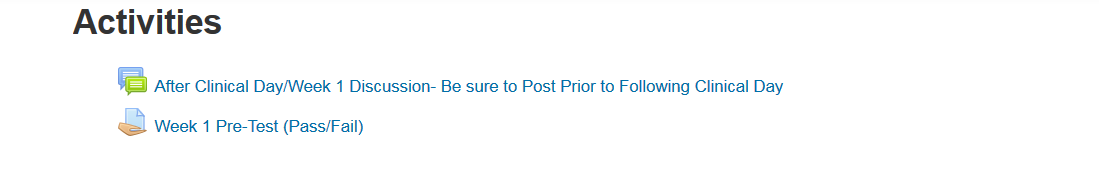 Activities
After Clinical Day/Week 1 Discussion- Be sure to Post Prior to Following Clinical Day
Week 1 Pre-Test (Pass/Fail)